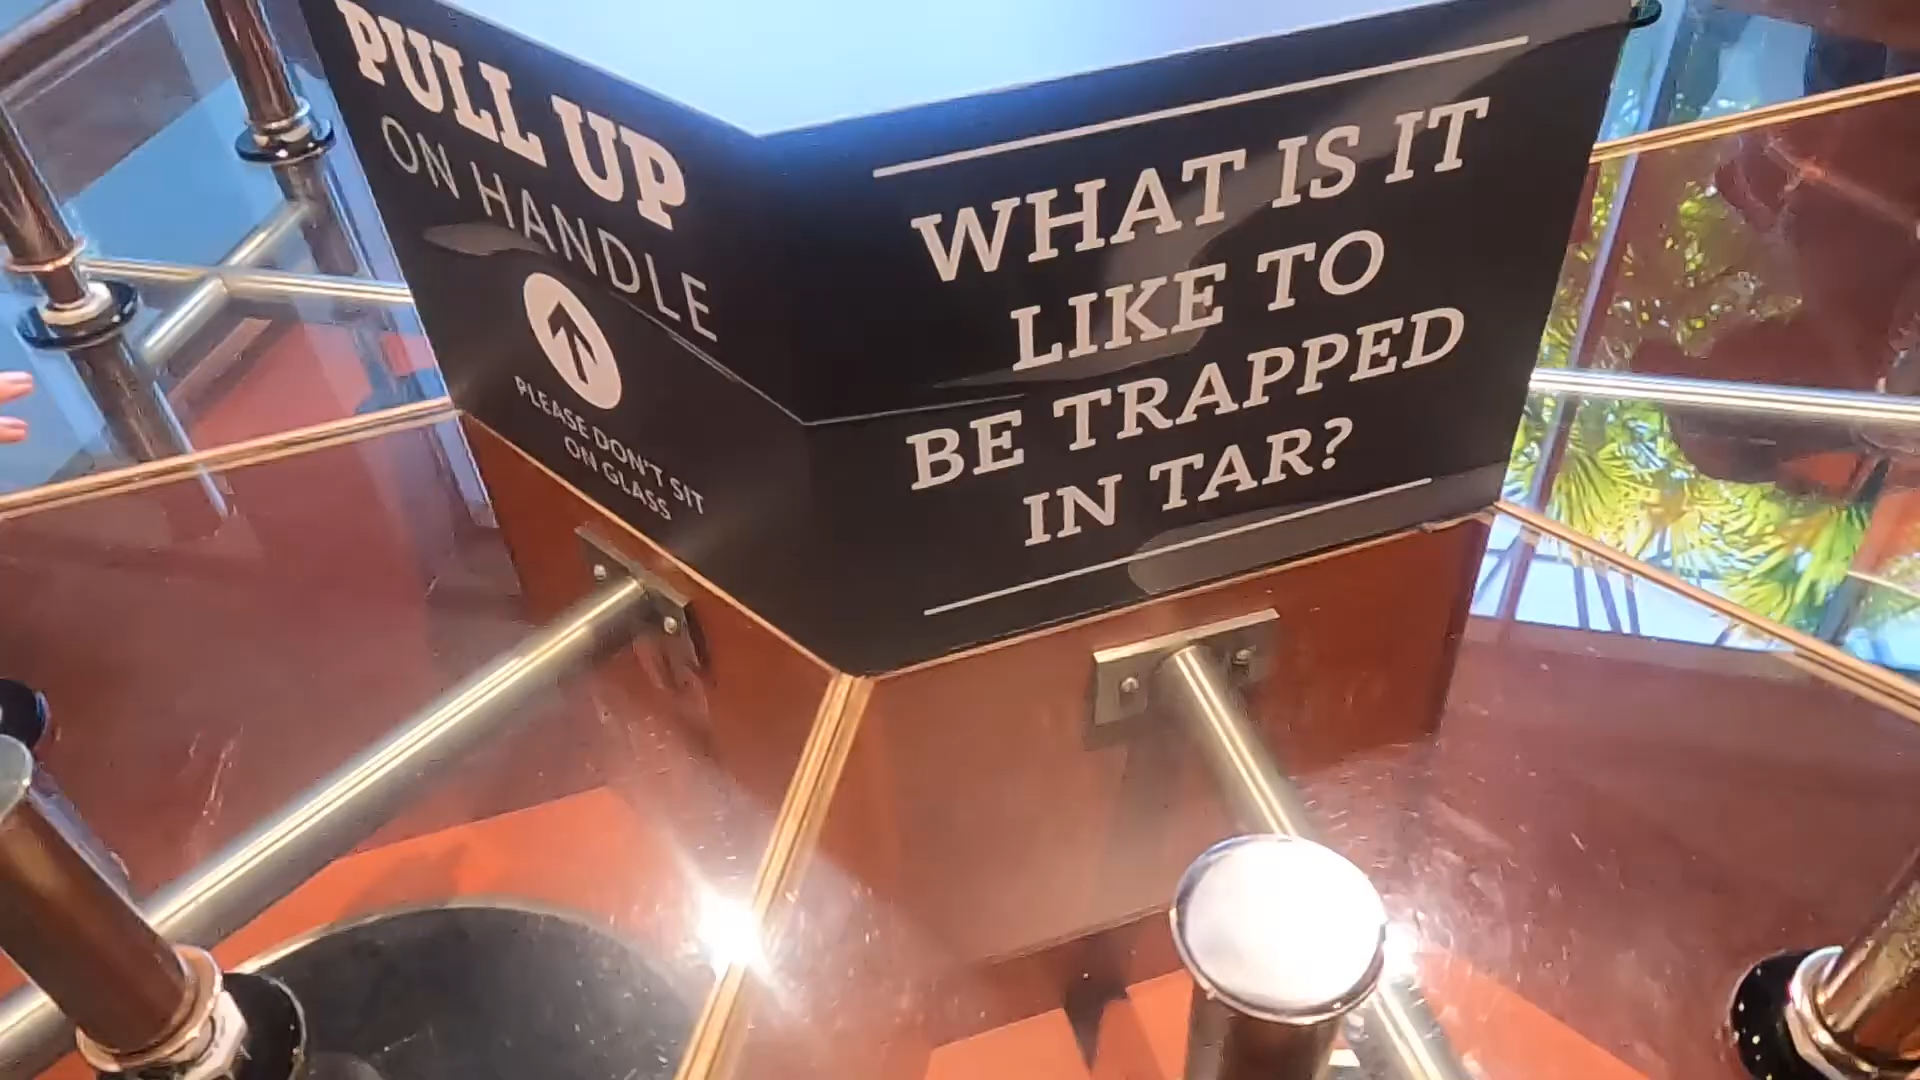 PULL UP
ON HANDLE
PLEASE DON'T SIT
ON GLASS
WHAT IS IT
LIKE TO
BE TRAPPED
IN TAR?